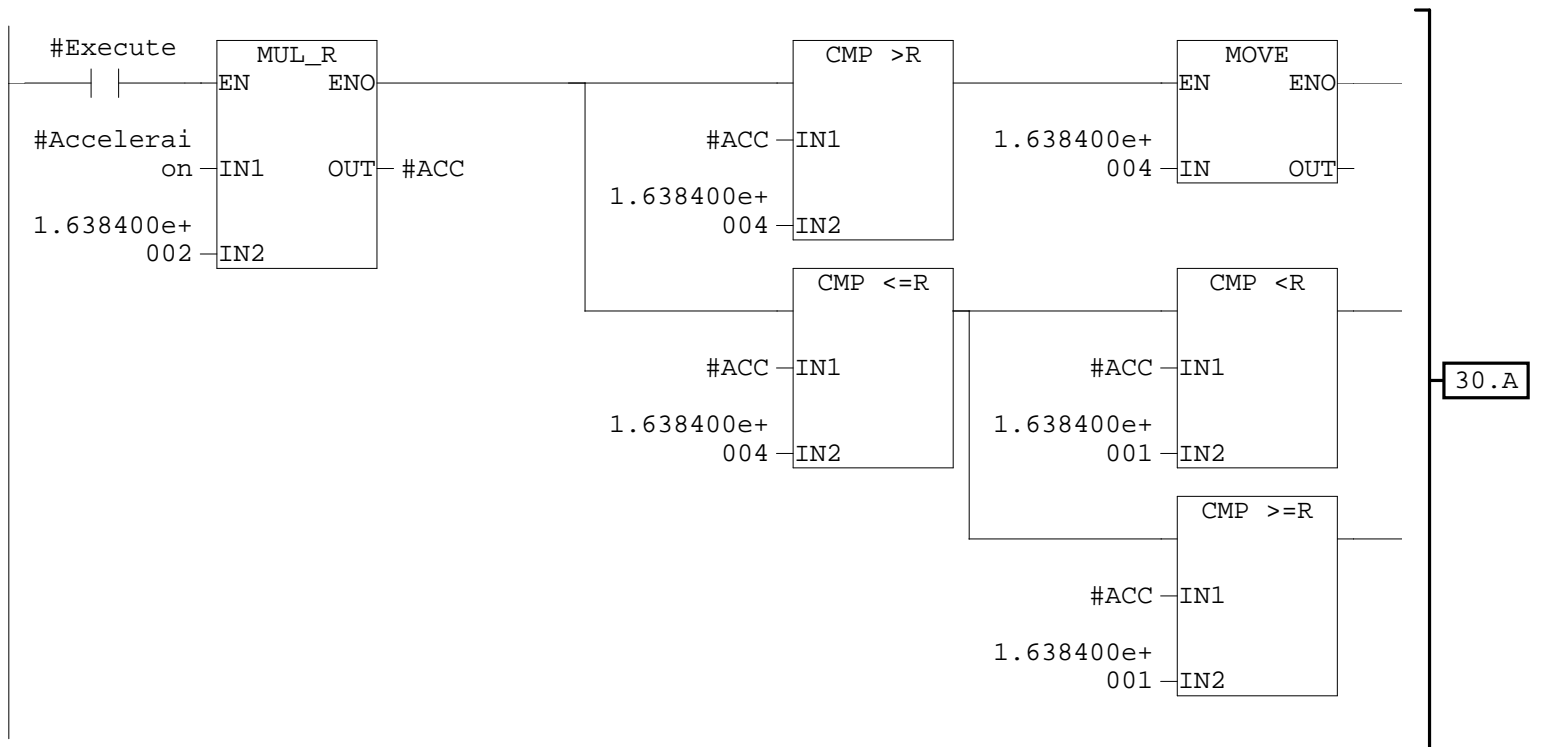 #Execute
MUL_R
EN ENO
#Accelerai
on IN1 OUT #ACC
1.638400e+
002 IN2
CMP >R
#ACC IN1
1.638400e+
004 IN2
MOVE
EN ENO
1.638400e+
004 IN OUT
CMP <=R
#ACC IN1
1.638400e+
004 IN2
CMP <R
#ACC IN1
1.638400e+
001 IN2
CMP >=R
#ACC IN1
1.638400e+
001 IN2
30.A